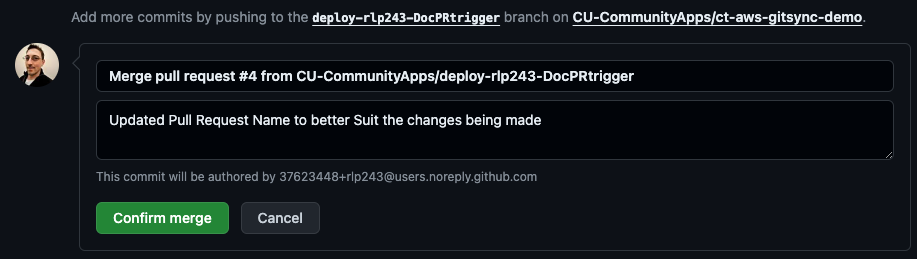 Add more commits by pushing to the deploy-rlp243-DocPRtrigger branch on CU-CommunityApps/ct-aws-gitsync-demo.
Merge pull request #4 from CU-CommunityApps/deploy-rlp243-DocPRtrigger
Updated Pull Request Name to better Suit the changes being made
This commit will be authored by 37623448+rlp243@users.noreply.github.com
Confirm merge
Cancel